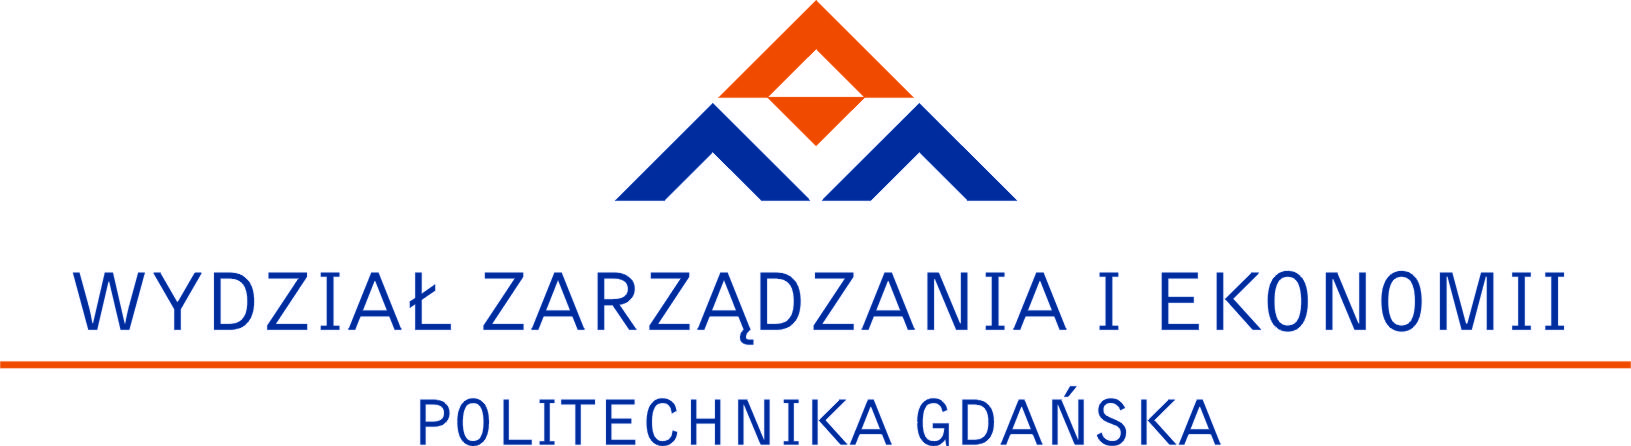 WYDZIAŁ ZARZĄDZANIA I EKONOMII
POLITECHNIKA GDAŃSKA